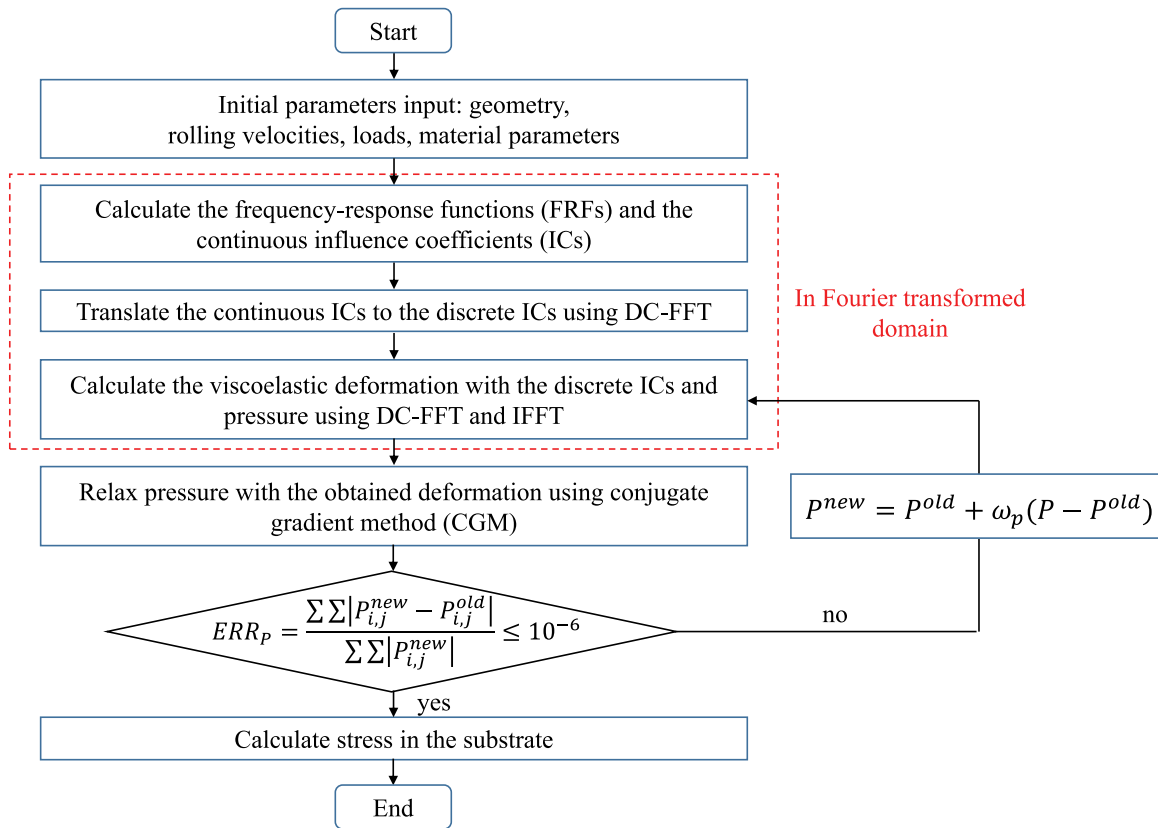 Start
Initial parameters input: geometry,
rolling velocities, loads, material parameters
Calculate the frequency-response functions (FRFs) and the
continuous influence coefficients (ICs)
Translate the continuous ICs to the discrete ICs using DC-FFT
In Fourier transformed
domain
Calculate the viscoelastic deformation with the discrete ICs and
pressure using DC-FFT and IFFT
Relax pressure with the obtained deformation using conjugate
gradient method (CGM)
P^{new} = P^{old} + ω_p(P − P^{old})
ERR_P = \frac{∑∑|P_{i,j}^{new} − P_{i,j}^{old}|}{∑∑|P_{i,j}^{new}|} ≤ 10^{−6}
no
yes
Calculate stress in the substrate
End